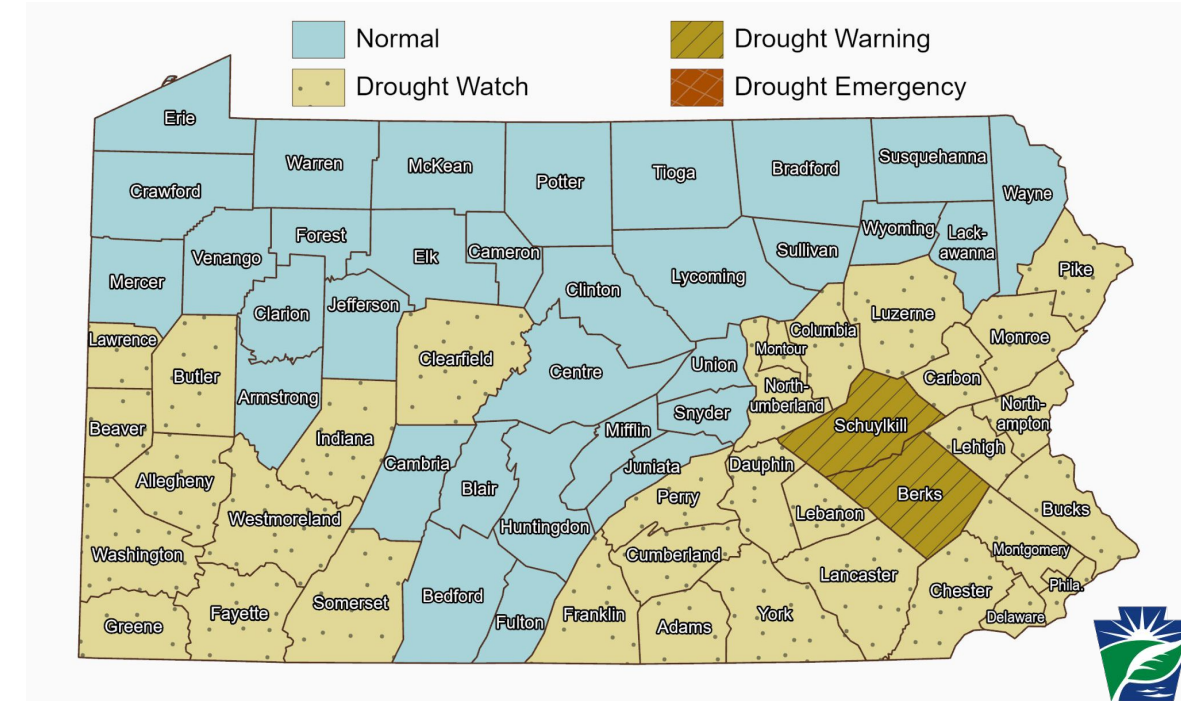 Normal
Drought Warning
Drought Watch
Drought Emergency
Erie
Warren
McKean
Potter
Tioga
Bradford
Susquehanna
Wayne
Crawford
Forest
Elk
Cameron
Wyoming
Lack-
awanna
Venango
Sullivan
Pike
Mercer
Clarion
Jefferson
Clinton
Lycoming
Lawrence
Butler
Clearfield
Centre
Union
Montour
Columbia
Luzerne
Monroe
Armstrong
Carbon
Beaver
Indiana
Snyder
North-
umberland
Schuylkill
North-
ampton
Mifflin
Lehigh
Allegheny
Cambria
Blair
Juniata
Dauphin
Perry
Berks
Bucks
Westmoreland
Huntingdon
Lebanon
Washington
Cumberland
Montgomery
Lancaster
Phila.
Greene
Fayette
Somerset
Bedford
Fulton
Franklin
Adams
York
Chester
Delaware